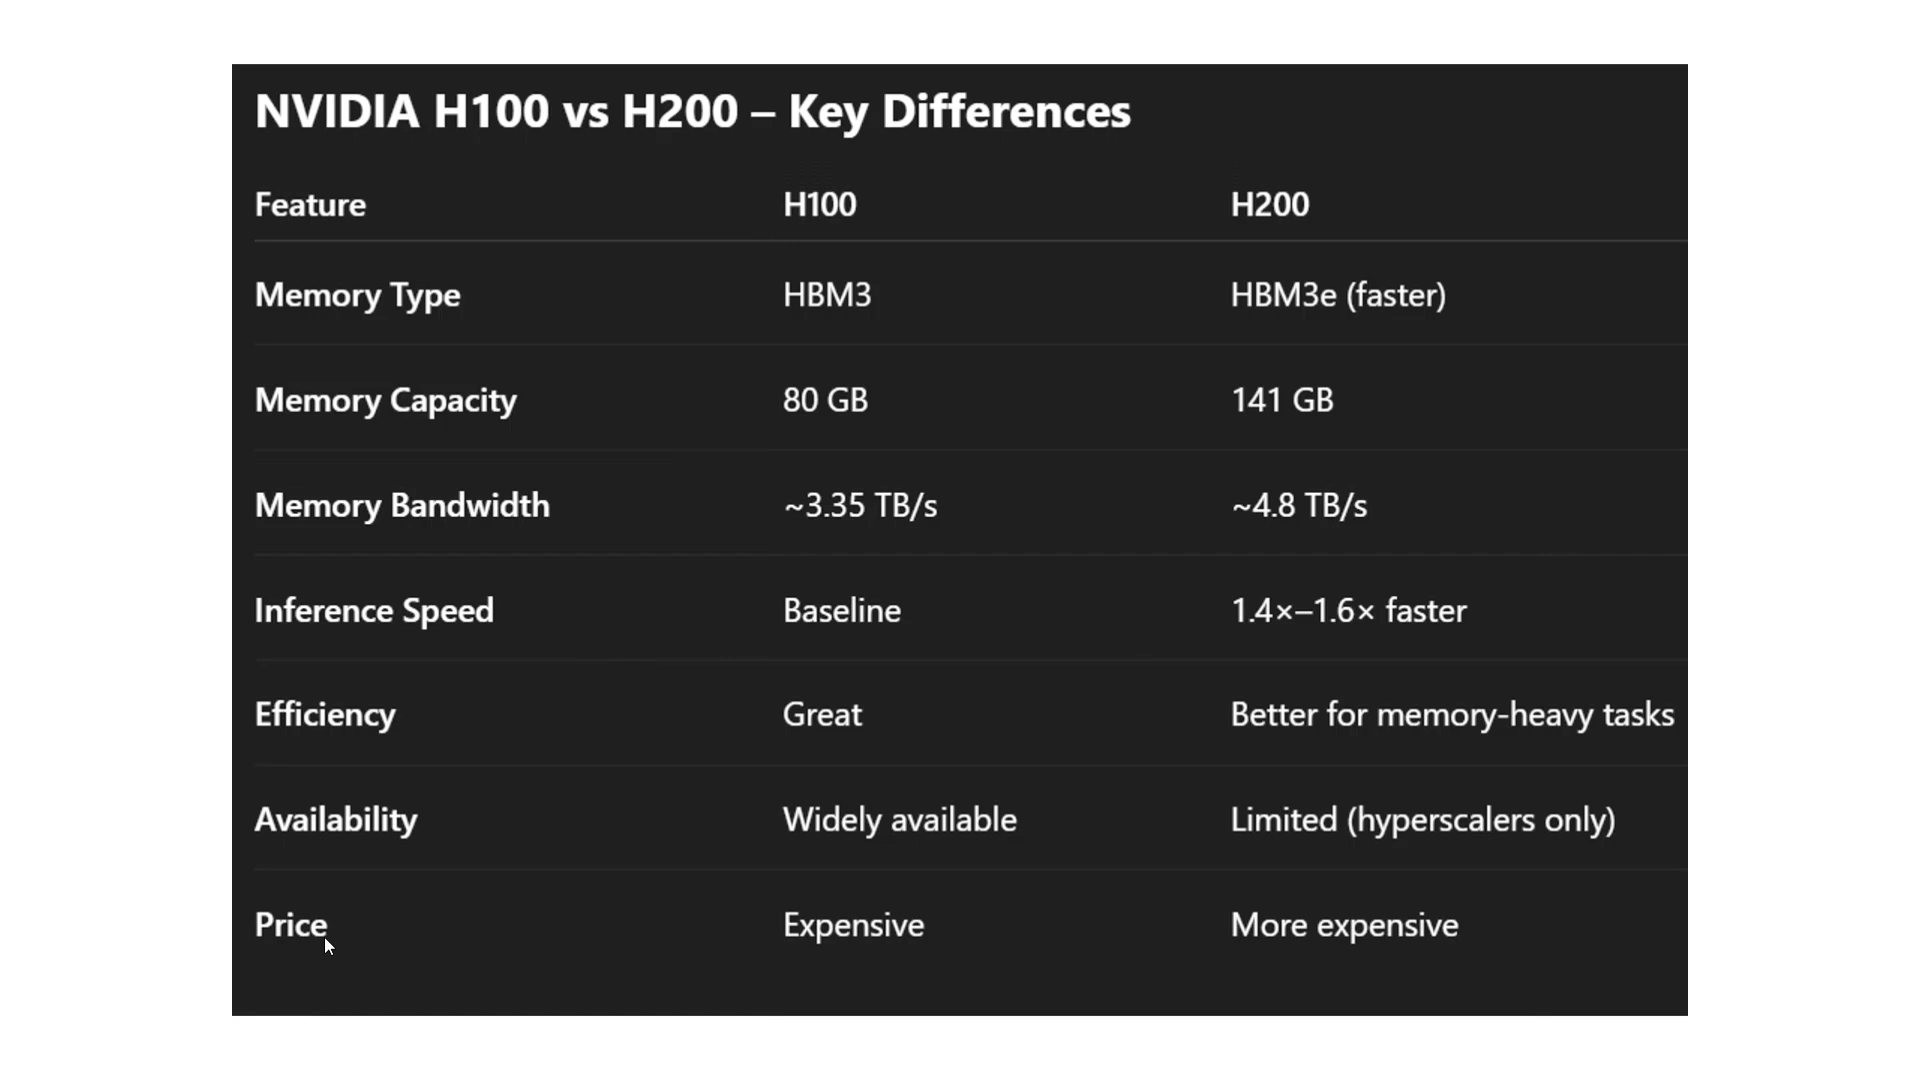 NVIDIA H100 vs H200 – Key Differences
Feature H100 H200
Memory Type HBM3 HBM3e (faster)
Memory Capacity 80 GB 141 GB
Memory Bandwidth ~3.35 TB/s ~4.8 TB/s
Inference Speed Baseline 1.4×–1.6× faster
Efficiency Great Better for memory-heavy tasks
Availability Widely available Limited (hyperscalers only)
Price Expensive More expensive